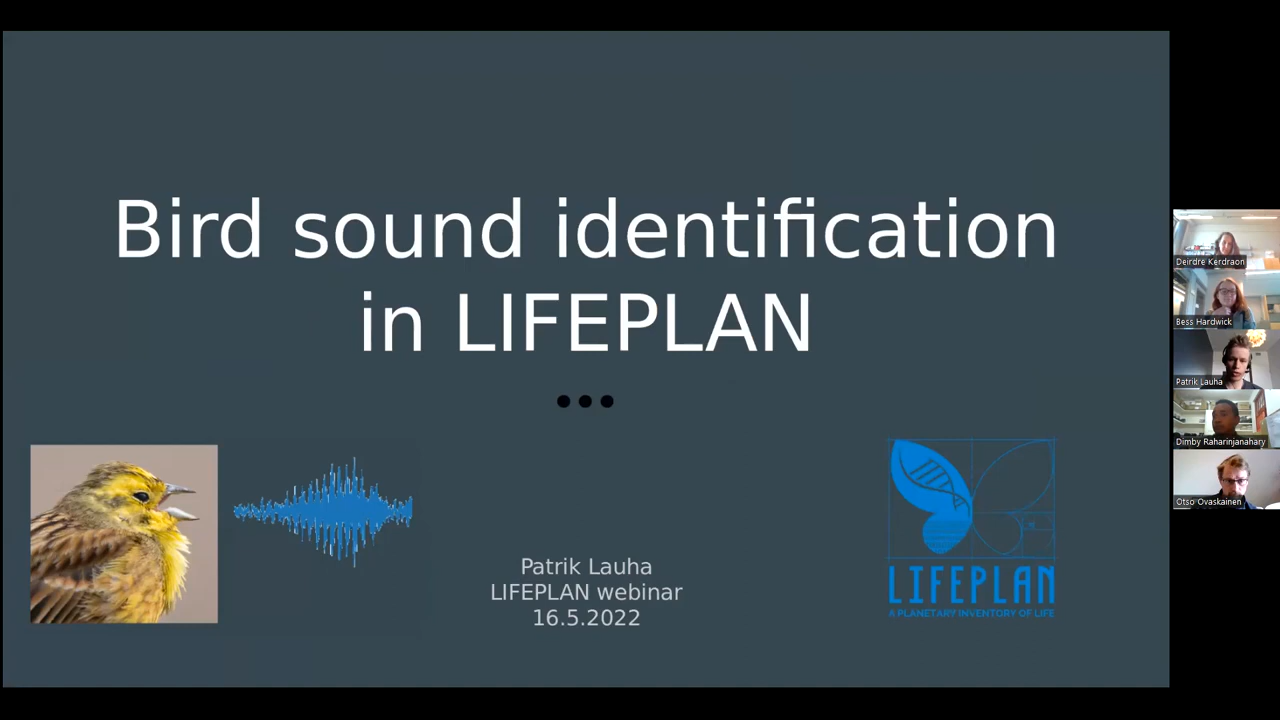 Bird sound identification
in LIFEPLAN
Patrik Lauha
LIFEPLAN webinar
16.5.2022
LIFEPLAN
A PLANETARY INVENTORY OF LIFE
Deirdre Kerdraon
Bess Hardwick
Patrik Lauha
Dimby Raharinjanahary
Otso Ovaskainen